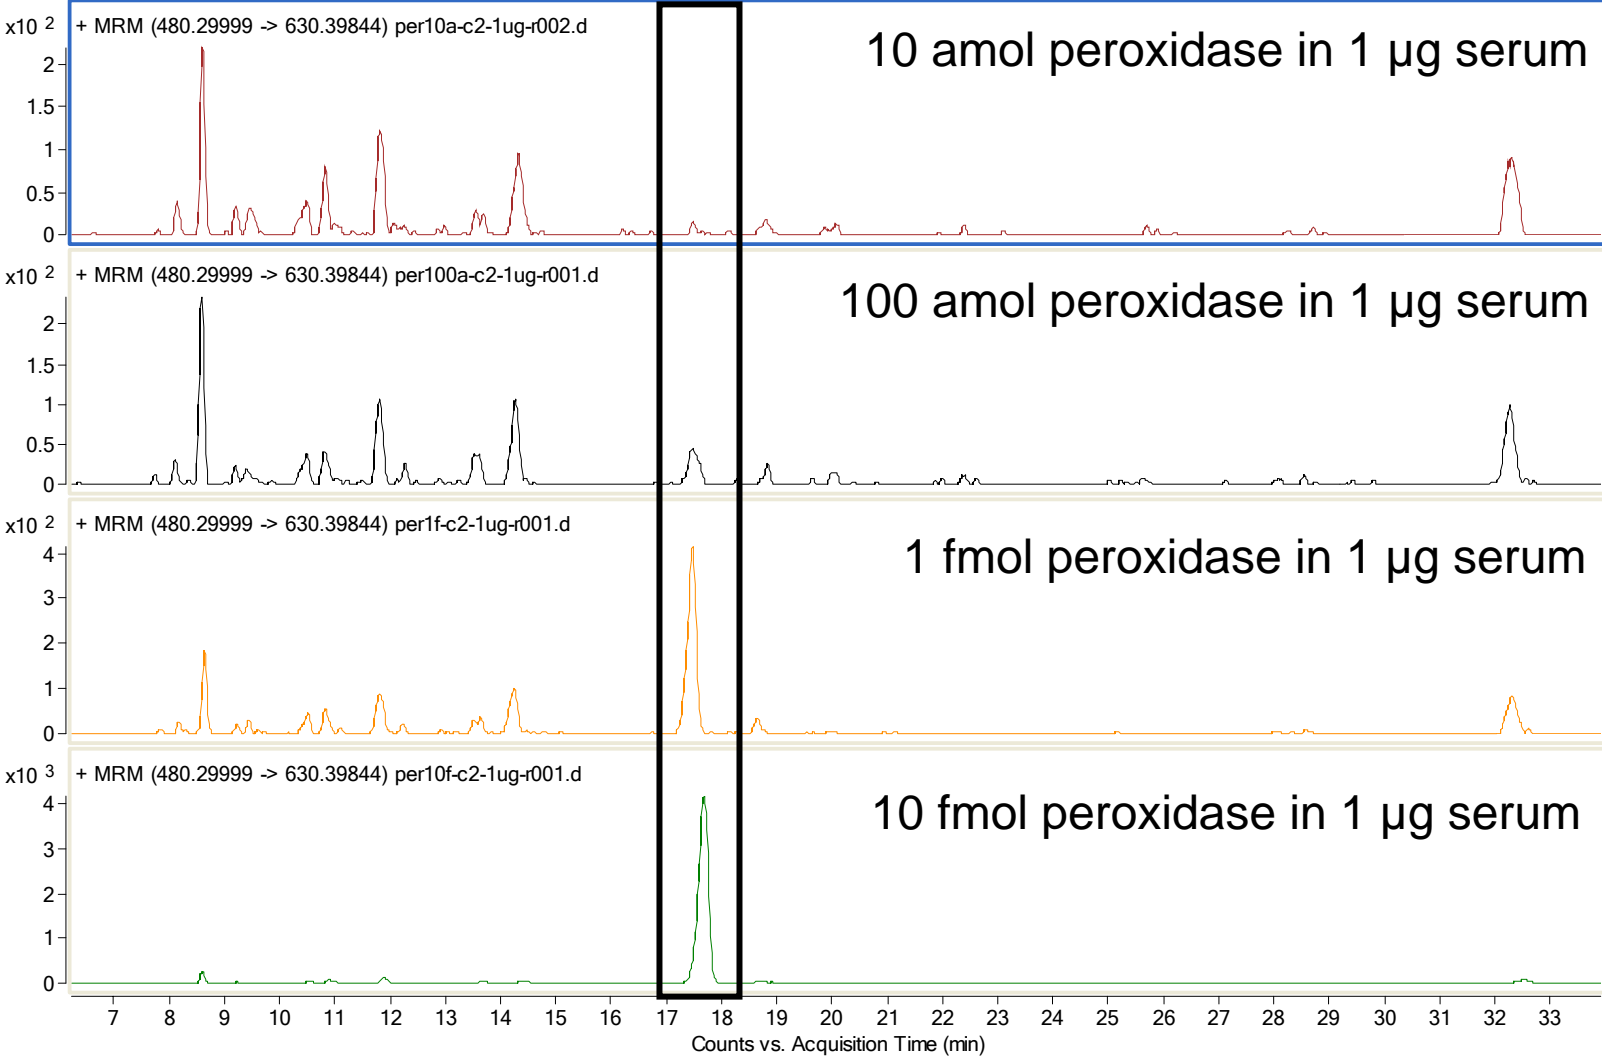 x10 2
+ MRM (480.29999 -> 630.39844) per10a-c2-1ug-r002.d
10 amol peroxidase in 1 µg serum
2
1.5
1
0.5
0
x10 2
+ MRM (480.29999 -> 630.39844) per100a-c2-1ug-r001.d
100 amol peroxidase in 1 µg serum
2
1.5
1
0.5
0
x10 2
+ MRM (480.29999 -> 630.39844) per1f-c2-1ug-r001.d
1 fmol peroxidase in 1 µg serum
4
3
2
1
0
x10 3
+ MRM (480.29999 -> 630.39844) per10f-c2-1ug-r001.d
10 fmol peroxidase in 1 µg serum
4
3
2
1
0
7 8 9 10 11 12 13 14 15 16 17 18 19 20 21 22 23 24 25 26 27 28 29 30 31 32 33
Counts vs. Acquisition Time (min)